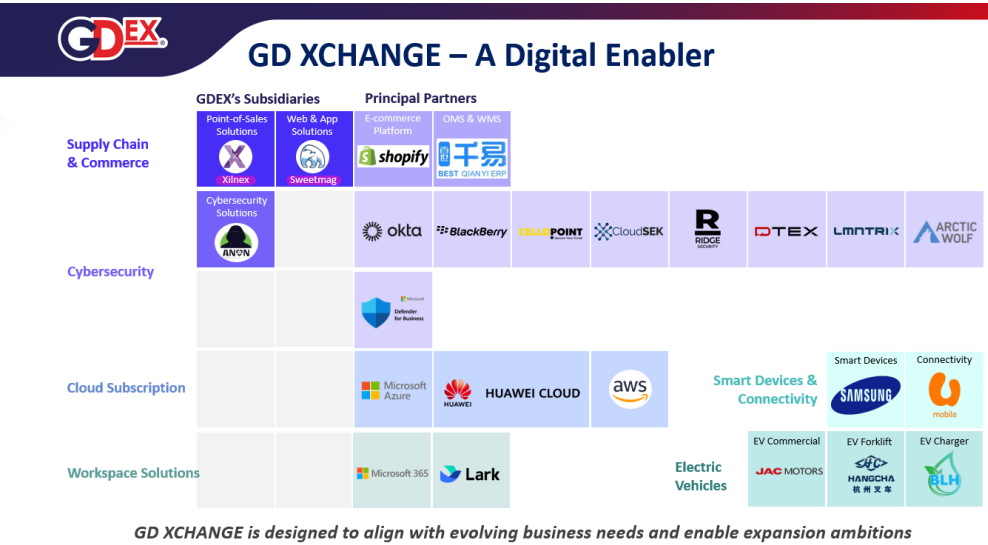 GDEX
GD XCHANGE – A Digital Enabler
GDEX's Subsidiaries
Principal Partners
Supply Chain
& Commerce
Point-of-Sales
Solutions
Xilnex
Web & App
Solutions
Sweetmag
E-commerce
Platform
shopify
OMS & WMS
千易
BEST QIANYI ERP
Cybersecurity
Cybersecurity
Solutions
ANON
okta
BlackBerry
CELLOPOINT
CloudSEK
R
RIDGE
SECURITY
DTEX
LMNTRIX
ARCTIC
WOLF
Microsoft
Defender
for Business
Cloud Subscription
Microsoft
Azure
HUAWEI
HUAWEI CLOUD
aws
Smart Devices &
Connectivity
Smart Devices
SAMSUNG
Connectivity
mobile
Workspace Solutions
Microsoft 365
Lark
Electric
Vehicles
EV Commercial
JAC MOTORS
EV Forklift
HC
HANGCHA
杭州叉车
EV Charger
BLH
GD XCHANGE is designed to align with evolving business needs and enable expansion ambitions